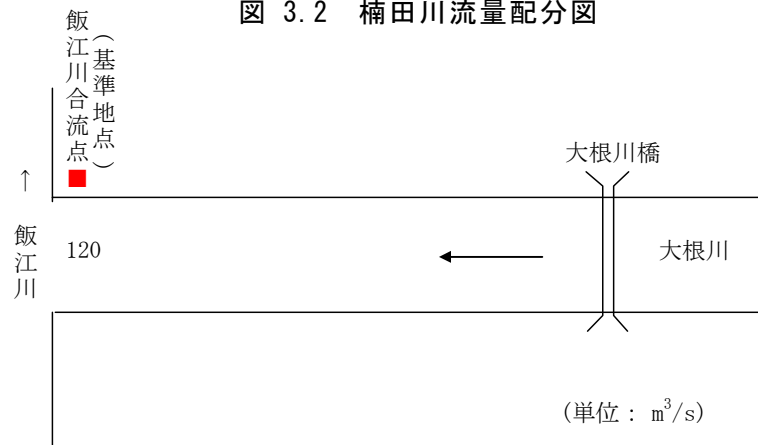 図 3.2 楠田川流量配分図
飯江川合流点
(基準地点)
大根川橋
↑
飯江川
120
大根川
(単位: m³/s)